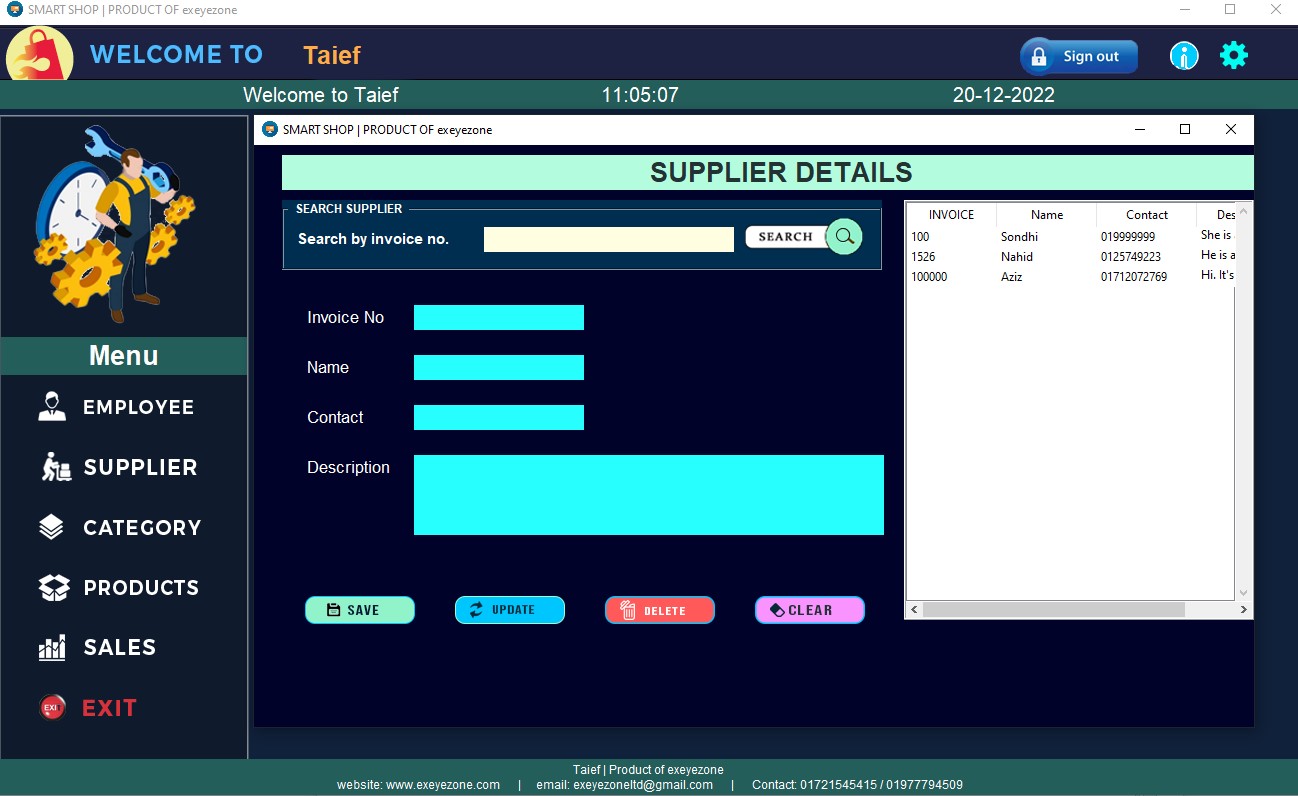 SMART SHOP | PRODUCT OF exeyezone
WELCOME TO Taief
Sign out
Welcome to Taief 11:05:07 20-12-2022
SMART SHOP | PRODUCT OF exeyezone
SUPPLIER DETAILS
SEARCH SUPPLIER
Search by invoice no.
SEARCH
INVOICE Name Contact Des
100 Sondhi 019999999 She is
1526 Nahid 0125749223 He is a
100000 Aziz 01712072769 Hi. It's
Invoice No
Name
Contact
Description
SAVE
UPDATE
DELETE
CLEAR
Menu
EMPLOYEE
SUPPLIER
CATEGORY
PRODUCTS
SALES
EXIT EXIT
Taief | Product of exeyezone
website: www.exeyezone.com | email: exeyezoneltd@gmail.com | Contact: 01721545415 / 01977794509